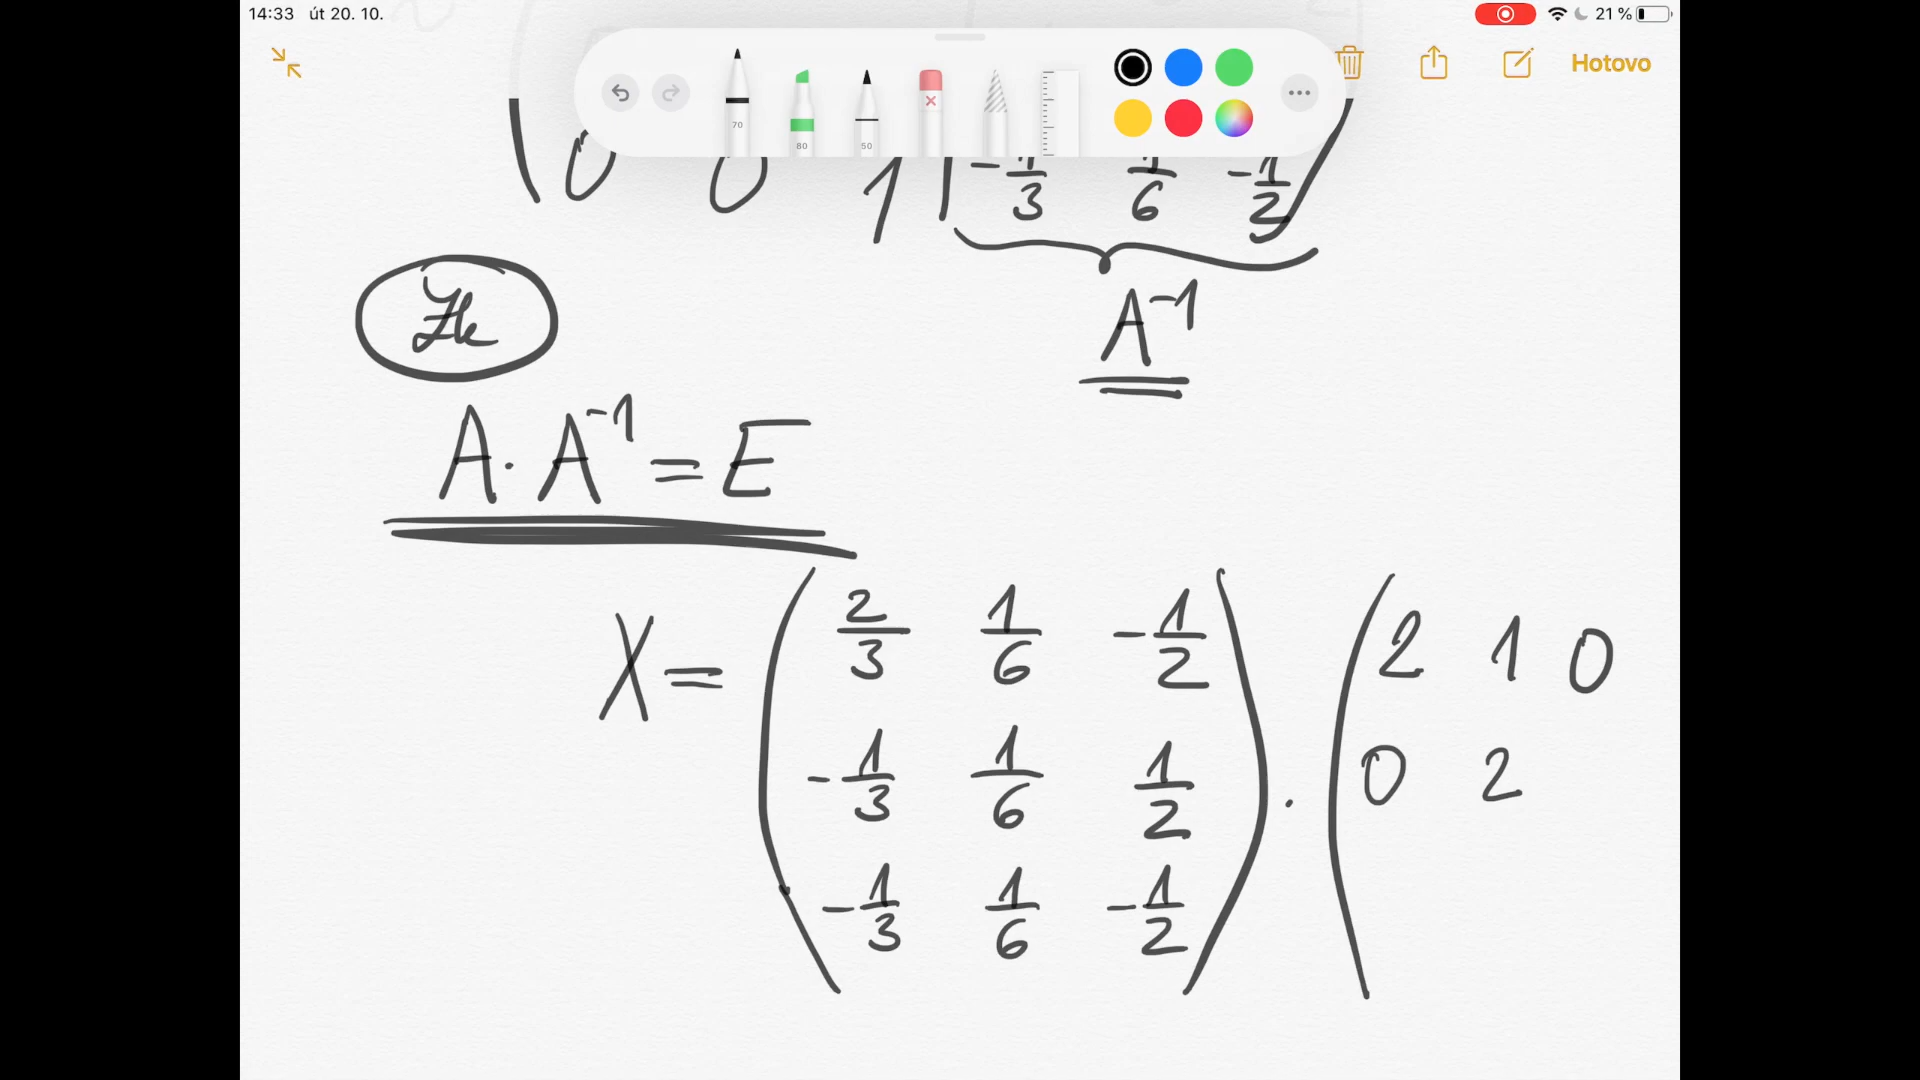 14:33 út 20. 10. 21 %
Hotovo
70 80 50
0 0 1 | -1/3 1/6 -1/2
A⁻¹
Zk
A · A⁻¹ = E
X = ( 2/3 1/6 -1/2 ) · ( 2 1 0
-1/3 1/6 1/2 0 2
-1/3 1/6 -1/2